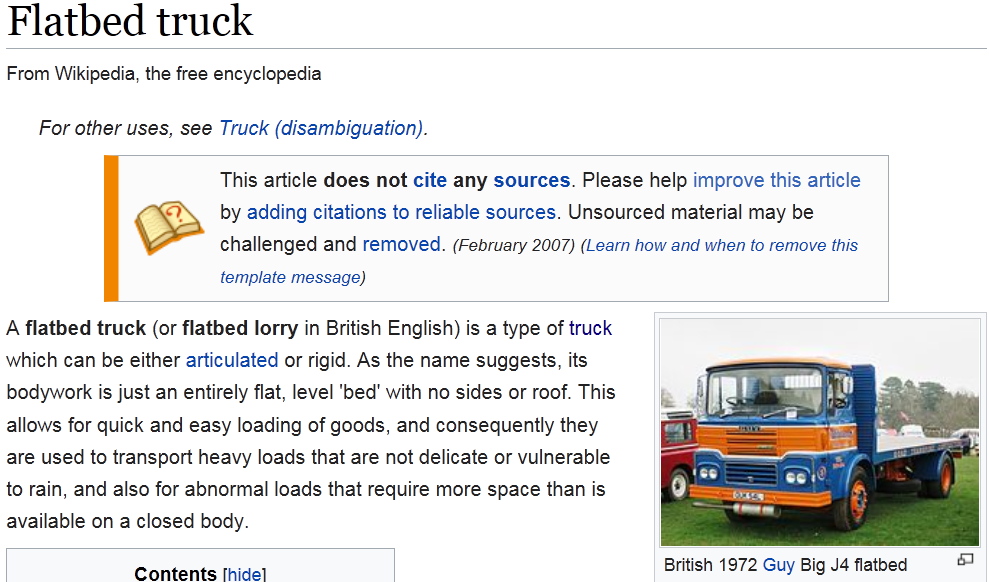 Flatbed truck
From Wikipedia, the free encyclopedia
For other uses, see Truck (disambiguation).
This article does not cite any sources. Please help improve this article
by adding citations to reliable sources. Unsourced material may be
challenged and removed. (February 2007) (Learn how and when to remove this
template message)
A flatbed truck (or flatbed lorry in British English) is a type of truck
which can be either articulated or rigid. As the name suggests, its
bodywork is just an entirely flat, level 'bed' with no sides or roof. This
allows for quick and easy loading of goods, and consequently they
are used to transport heavy loads that are not delicate or vulnerable
to rain, and also for abnormal loads that require more space than is
available on a closed body.
GUY
British 1972 Guy Big J4 flatbed
Contents [hide]